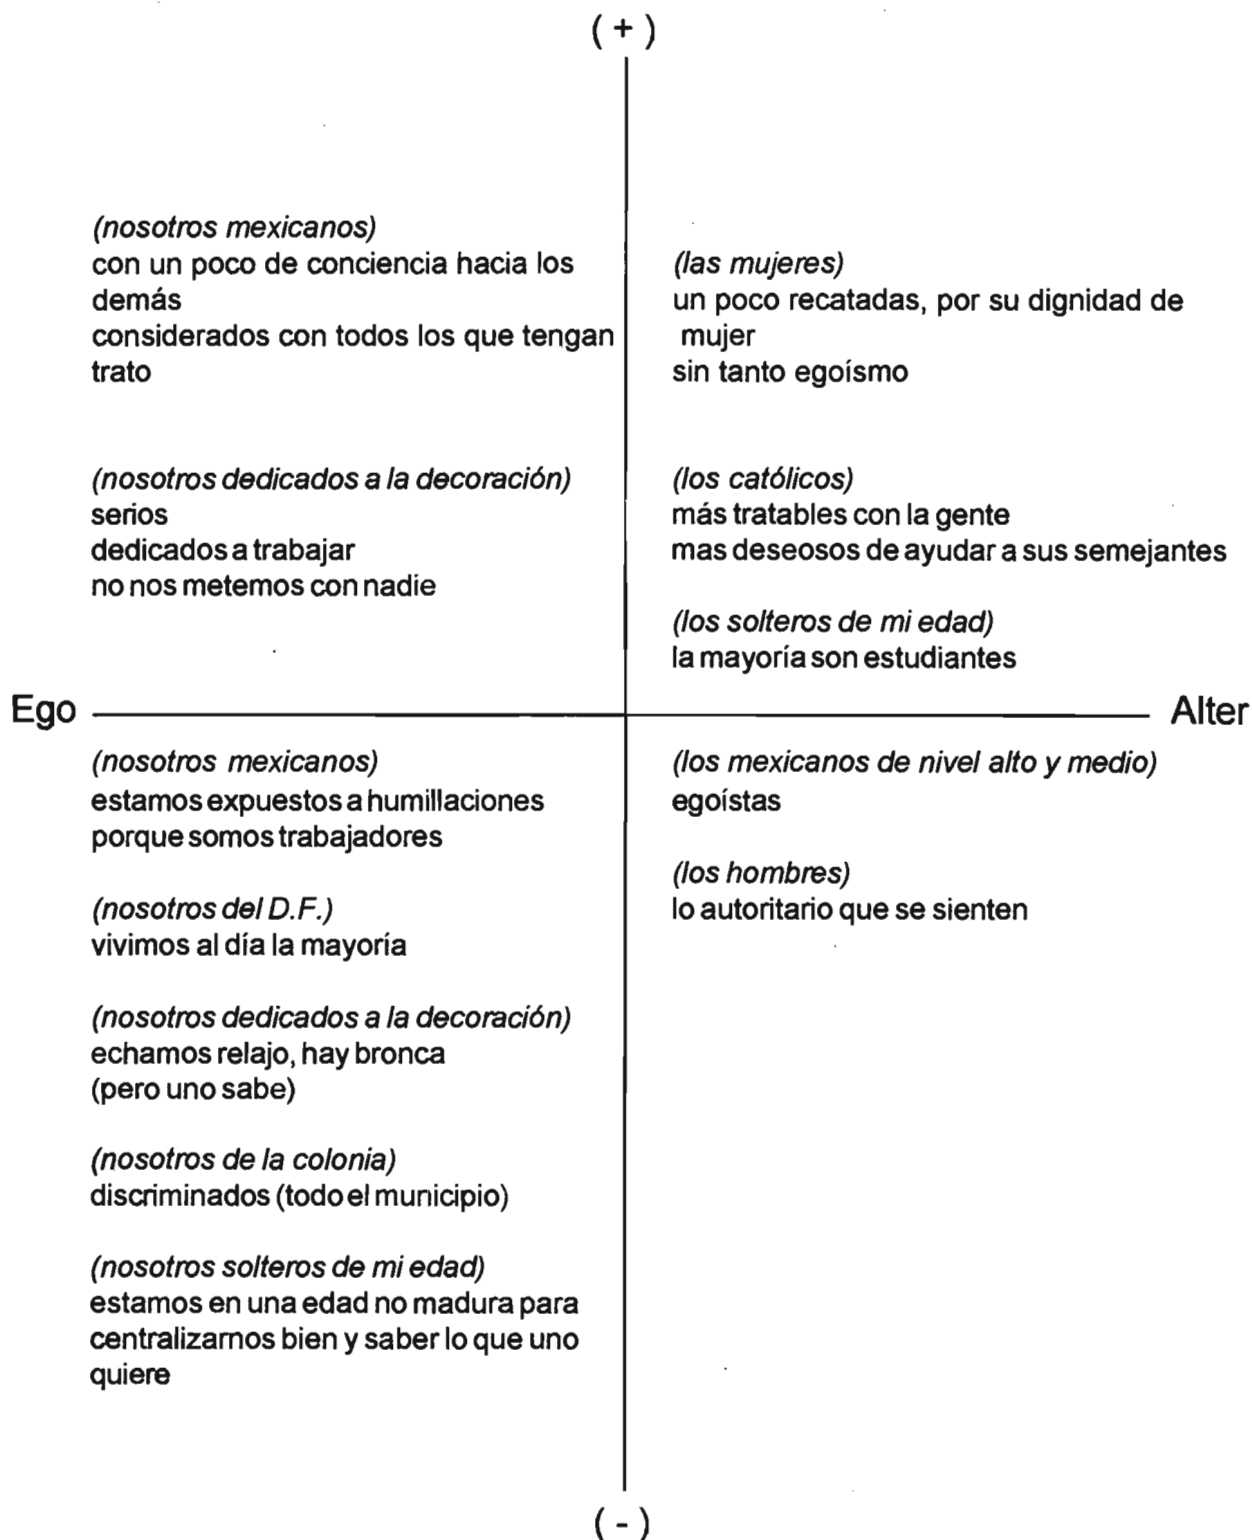 ( + )
(nosotros mexicanos)
con un poco de conciencia hacia los
demás
considerados con todos los que tengan
trato
(las mujeres)
un poco recatadas, por su dignidad de
mujer
sin tanto egoísmo
(nosotros dedicados a la decoración)
serios
dedicados a trabajar
no nos metemos con nadie
(los católicos)
más tratables con la gente
mas deseosos de ayudar a sus semejantes
(los solteros de mi edad)
la mayoría son estudiantes
Ego
Alter
(nosotros mexicanos)
estamos expuestos a humillaciones
porque somos trabajadores
(nosotros del D.F.)
vivimos al día la mayoría
(nosotros dedicados a la decoración)
echamos relajo, hay bronca
(pero uno sabe)
(nosotros de la colonia)
discriminados (todo el municipio)
(nosotros solteros de mi edad)
estamos en una edad no madura para
centralizarnos bien y saber lo que uno
quiere
(los mexicanos de nivel alto y medio)
egoístas
(los hombres)
lo autoritario que se sienten
( - )